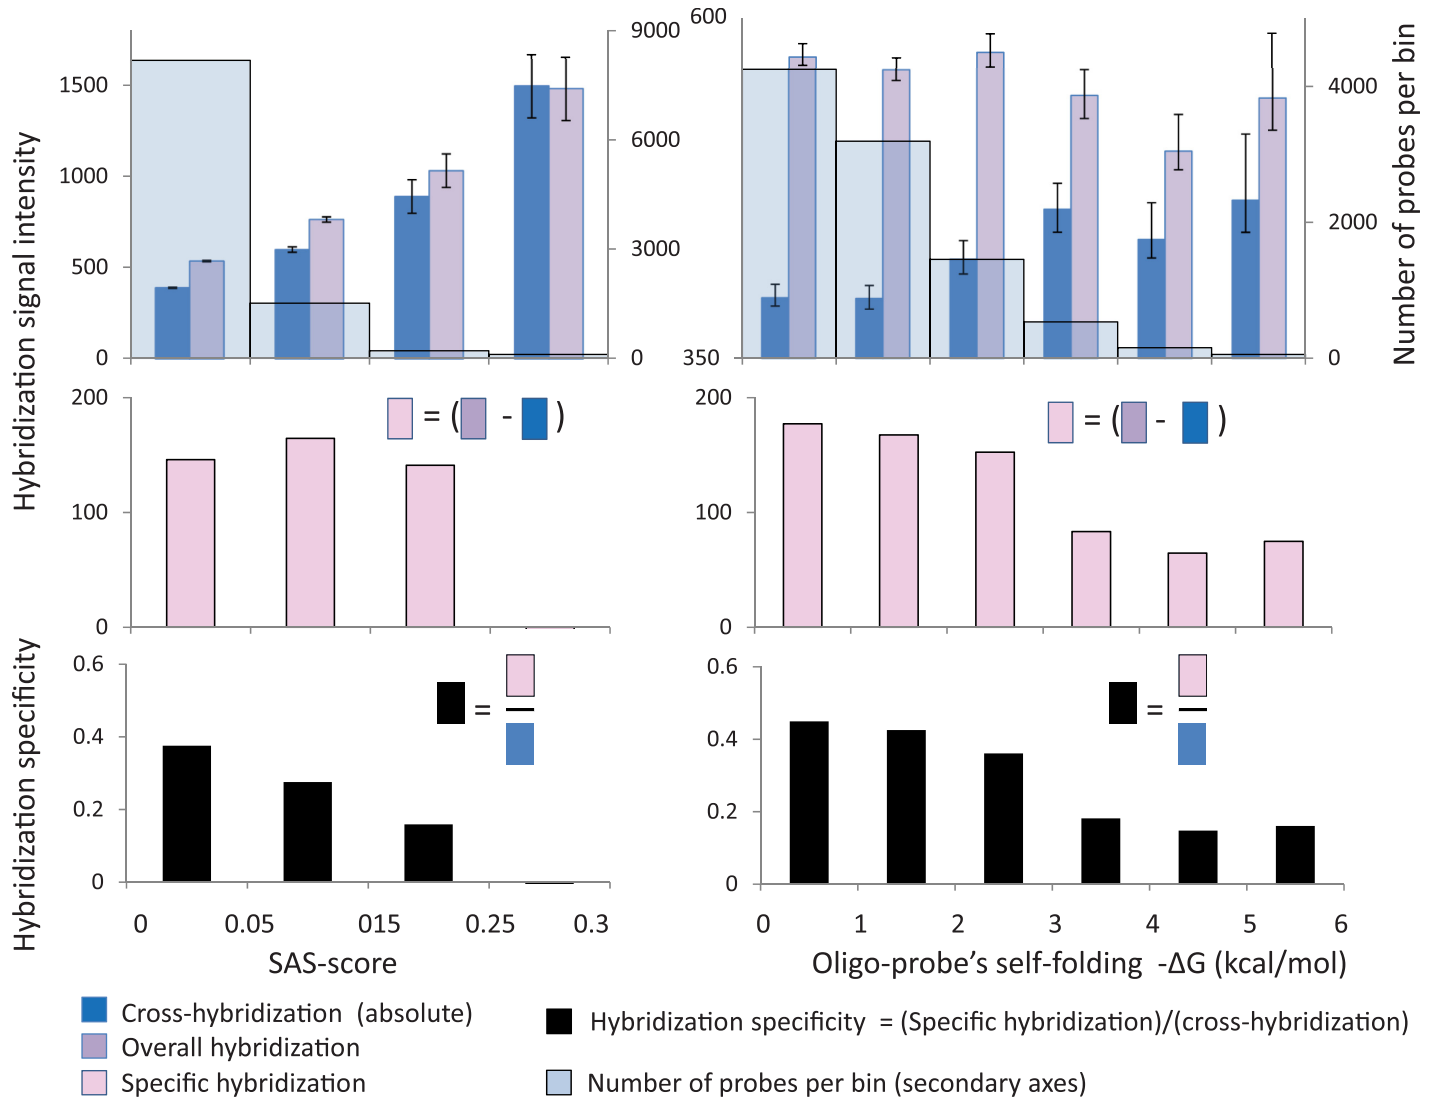 Hybridization signal intensity
1500
1000
500
0
9000
6000
3000
0
600
350
4000
2000
0
Number of probes per bin
200
100
0
= ( - )
200
100
0
= ( - )
Hybridization specificity
0.6
0.4
0.2
0
=
0 0.05 015 0.25 0.3
SAS-score
0.6
0.4
0.2
0
=
0 1 2 3 4 5 6
Oligo-probe's self-folding -ΔG (kcal/mol)
Cross-hybridization (absolute)
Overall hybridization
Specific hybridization
Hybridization specificity = (Specific hybridization)/(cross-hybridization)
Number of probes per bin (secondary axes)